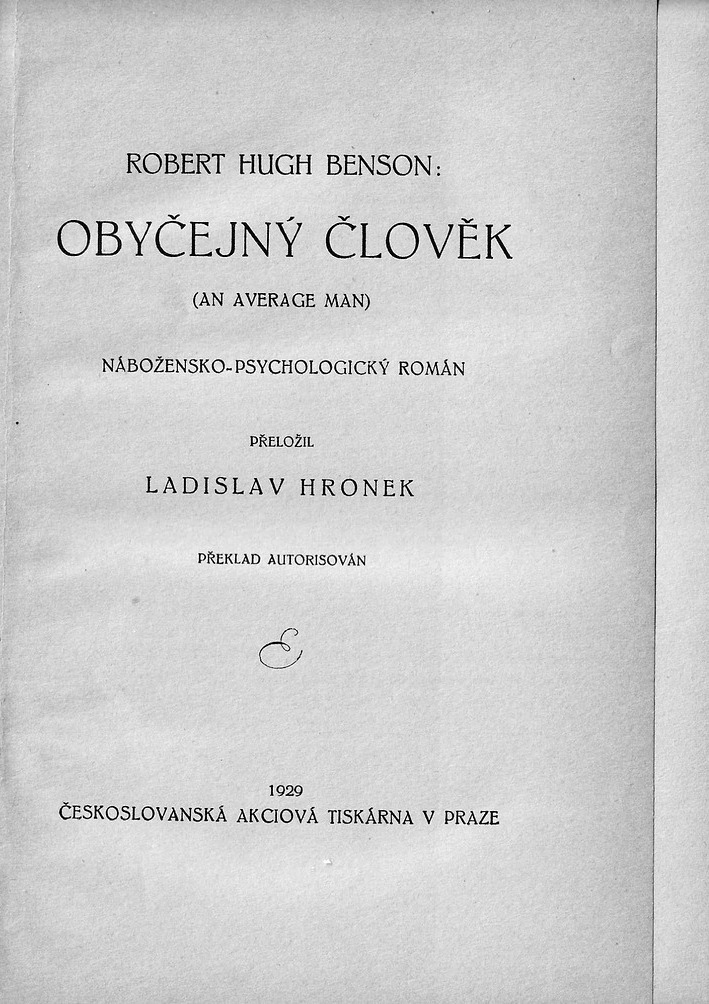 ROBERT HUGH BENSON:
OBYČEJNÝ ČLOVĚK
(AN AVERAGE MAN)
NÁBOŽENSKO-PSYCHOLOGICKÝ ROMÁN
PŘELOŽIL
LADISLAV HRONEK
PŘEKLAD AUTORISOVÁN
1929
ČESKOSLOVANSKÁ AKCIOVÁ TISKÁRNA V PRAZE